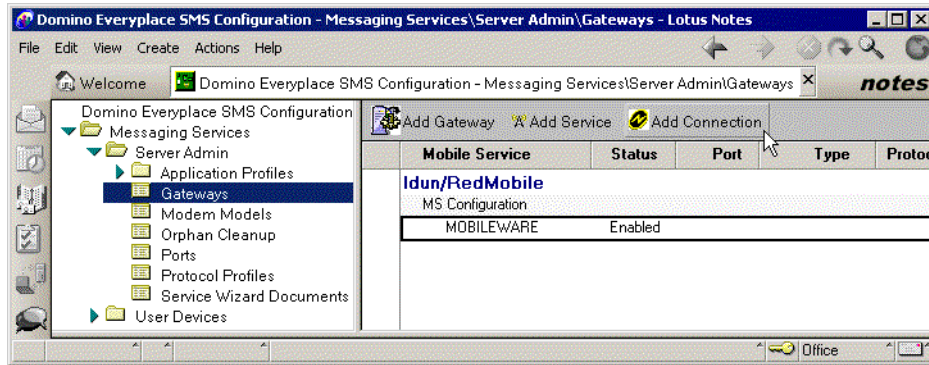 Domino Everyplace SMS Configuration - Messaging Services\Server Admin\Gateways - Lotus Notes
File Edit View Create Actions Help
Welcome Domino Everyplace SMS Configuration - Messaging Services\Server Admin\Gateways notes
Domino Everyplace SMS Configuration
Messaging Services
Server Admin
Application Profiles
Gateways
Modem Models
Orphan Cleanup
Ports
Protocol Profiles
Service Wizard Documents
User Devices
Add Gateway Add Service Add Connection
Mobile Service Status Port Type Protoc
Idun/RedMobile
MS Configuration
MOBILEWARE Enabled
Office